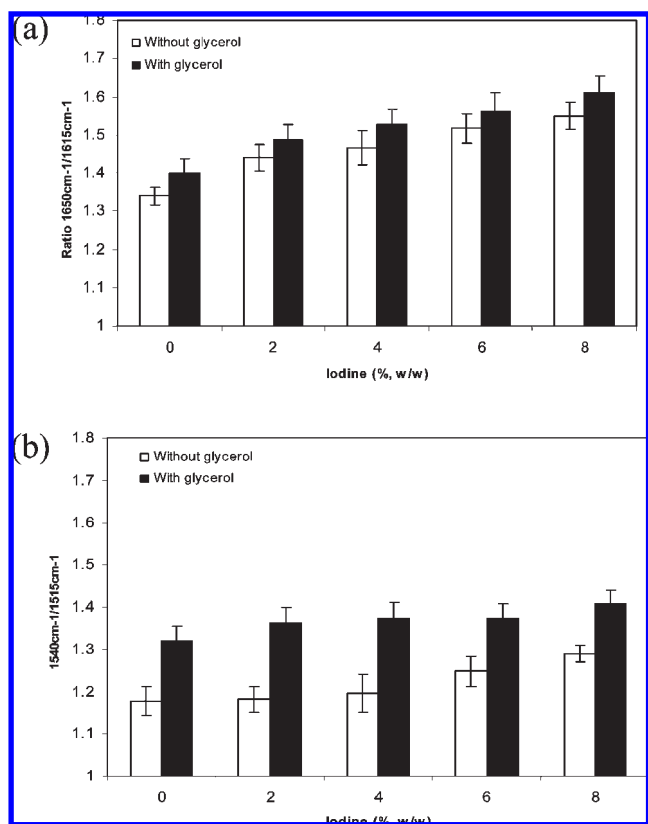 (a)
1.8
1.7
1.6
1.5
1.4
1.3
1.2
1.1
1
Ratio 1650cm-1/1615cm-1
Without glycerol
With glycerol
0 2 4 6 8
Iodine (%, w/w)
(b)
1.8
1.7
1.6
1.5
1.4
1.3
1.2
1.1
1
1540cm-1/1515cm-1
Without glycerol
With glycerol
0 2 4 6 8
Iodine (%, w/w)